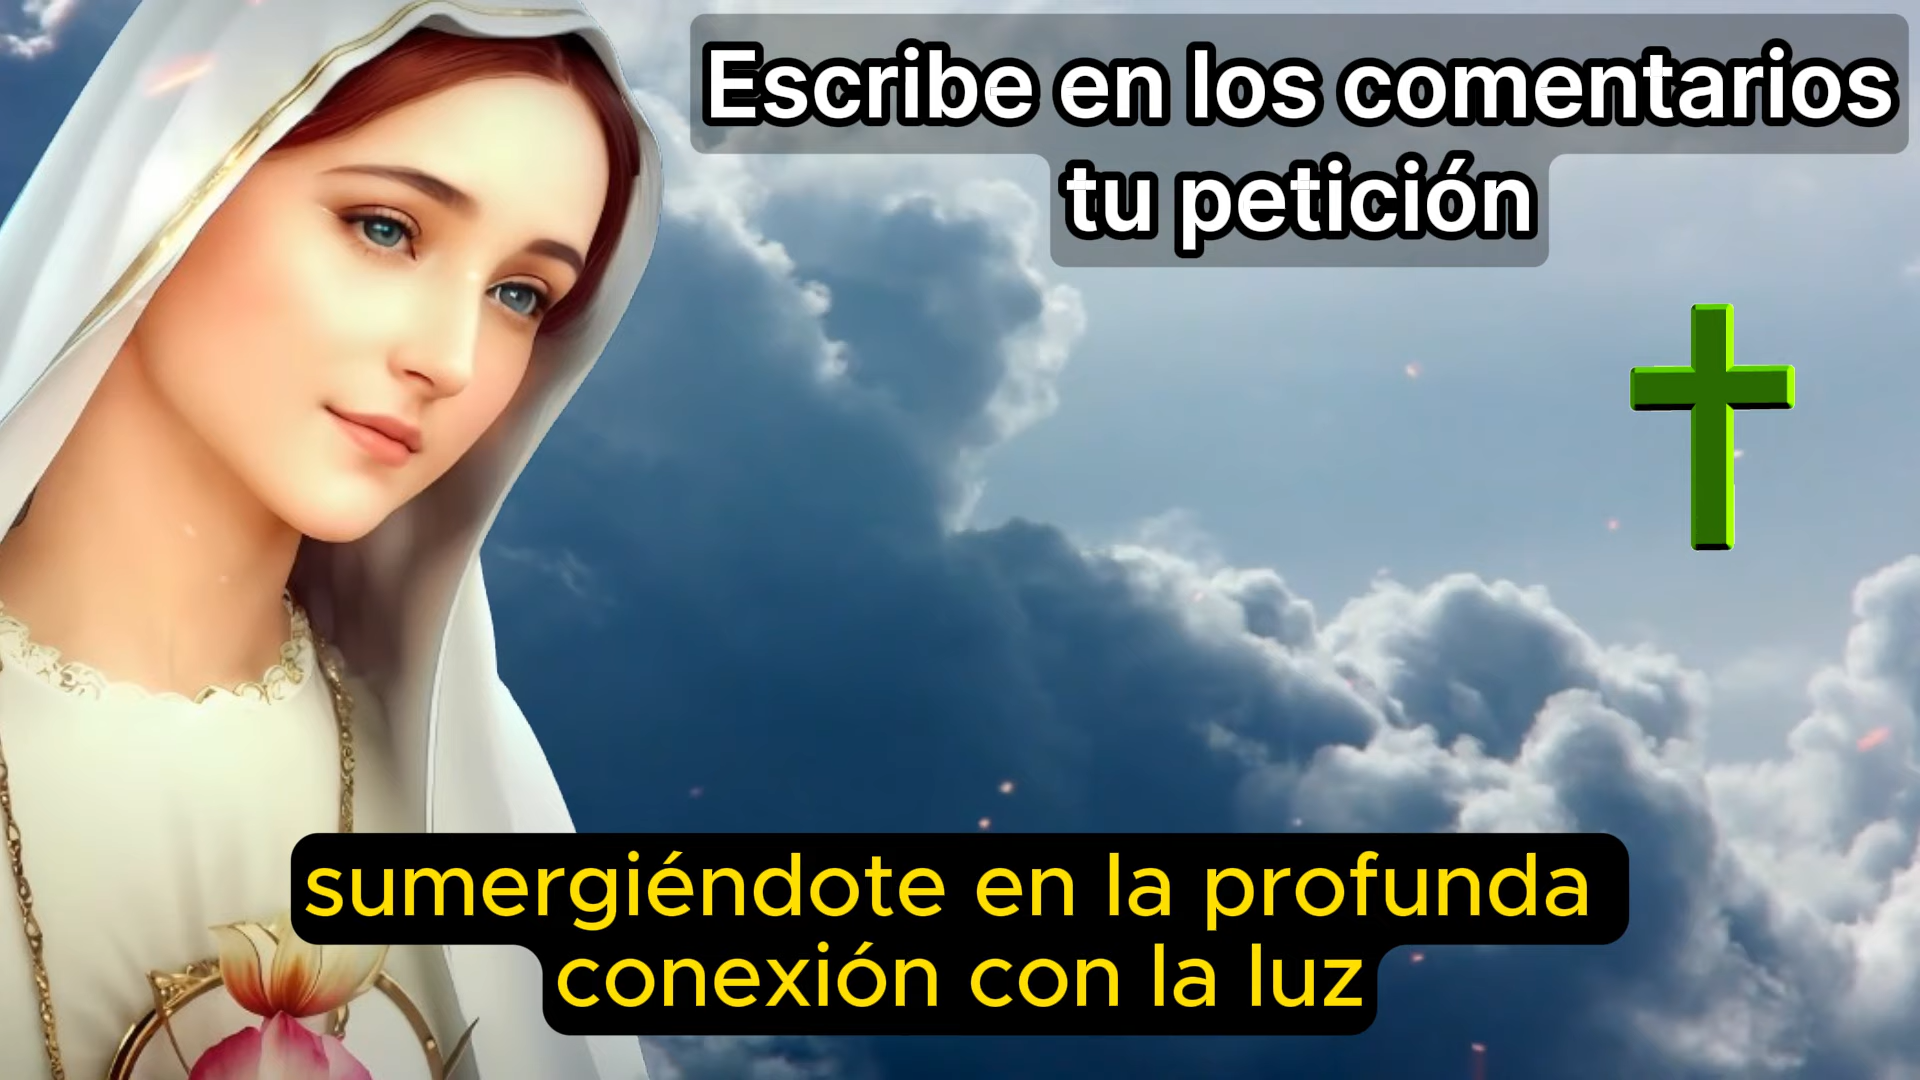 Escribe en los comentarios
tu petición
sumergiéndote en la profunda
conexión con la luz